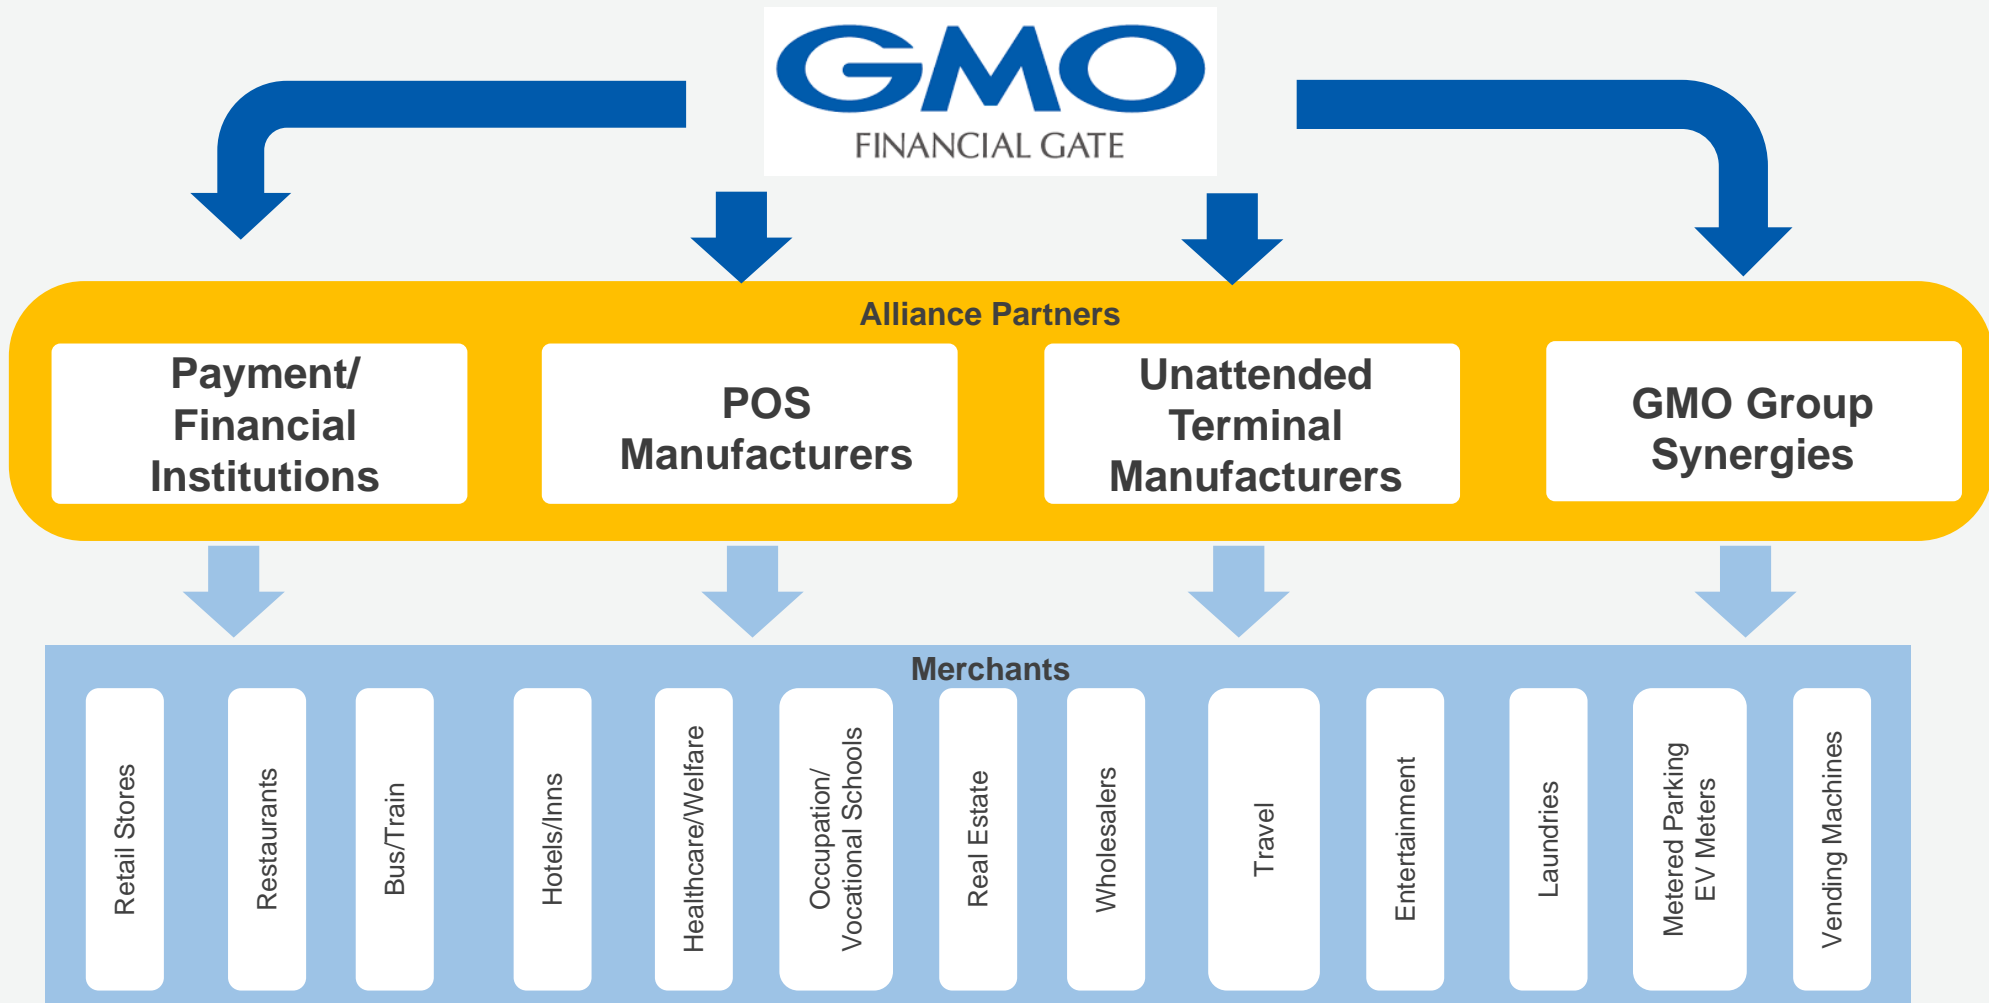 GMO
FINANCIAL GATE
Alliance Partners
Payment/
Financial
Institutions
POS
Manufacturers
Unattended
Terminal
Manufacturers
GMO Group
Synergies
Merchants
Retail Stores
Restaurants
Bus/Train
Hotels/Inns
Healthcare/Welfare
Occupation/
Vocational Schools
Real Estate
Wholesalers
Travel
Entertainment
Laundries
Metered Parking
EV Meters
Vending Machines